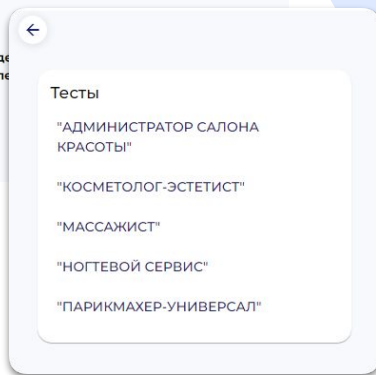 Тесты
"АДМИНИСТРАТОР САЛОНА
КРАСОТЫ"
"КОСМЕТОЛОГ-ЭСТЕТИСТ"
"МАССАЖИСТ"
"НОГТЕВОЙ СЕРВИС"
"ПАРИКМАХЕР-УНИВЕРСАЛ"